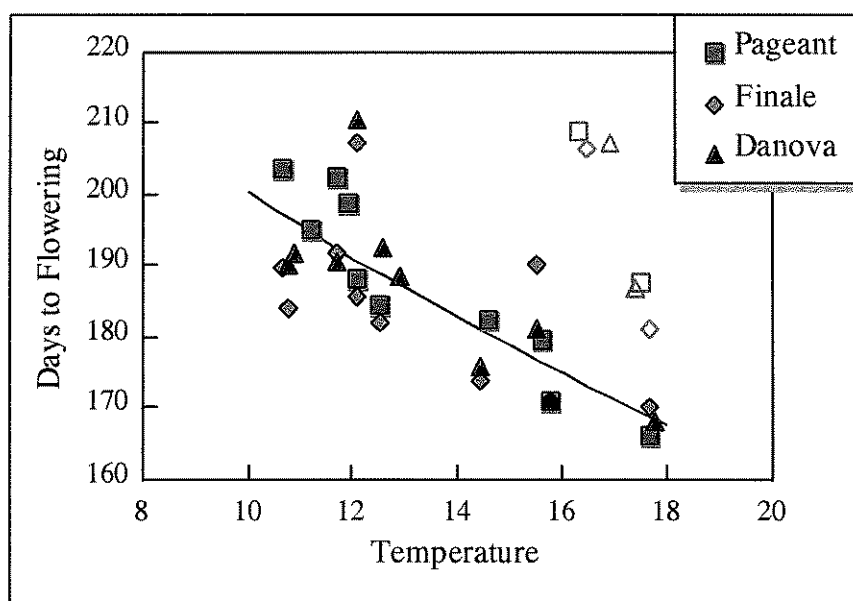 220
210
200
190
180
170
160
Days to Flowering
8 10 12 14 16 18 20
Temperature
Pageant
Finale
Danova